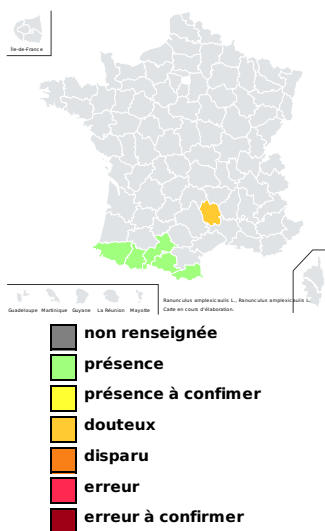 Île-de-France
Guadeloupe Martinique Guyane La Réunion Mayotte
Ranunculus amplexicaulis L., Ranunculus amplexicaulis L.
Carte en cours d'élaboration.
non renseignée
présence
présence à confimer
douteux
disparu
erreur
erreur à confirmer